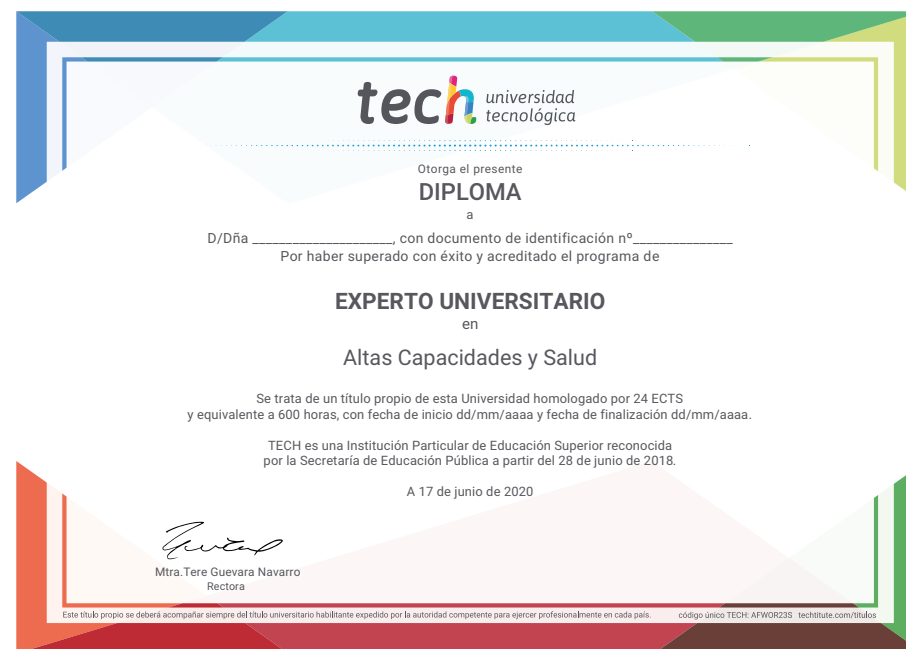 tech universidad
tecnológica
Otorga el presente
DIPLOMA
a
D/Dña ______________________, con documento de identificación nº_______________
Por haber superado con éxito y acreditado el programa de
EXPERTO UNIVERSITARIO
en
Altas Capacidades y Salud
Se trata de un título propio de esta Universidad homologado por 24 ECTS
y equivalente a 600 horas, con fecha de inicio dd/mm/aaaa y fecha de finalización dd/mm/aaaa.
TECH es una Institución Particular de Educación Superior reconocida
por la Secretaría de Educación Pública a partir del 28 de junio de 2018.
A 17 de junio de 2020
Mtra.Tere Guevara Navarro
Rectora
Este título propio se deberá acompañar siempre del título universitario habilitante expedido por la autoridad competente para ejercer profesionalmente en cada país. código único TECH: AFWOR23S techtitute.com/titulos